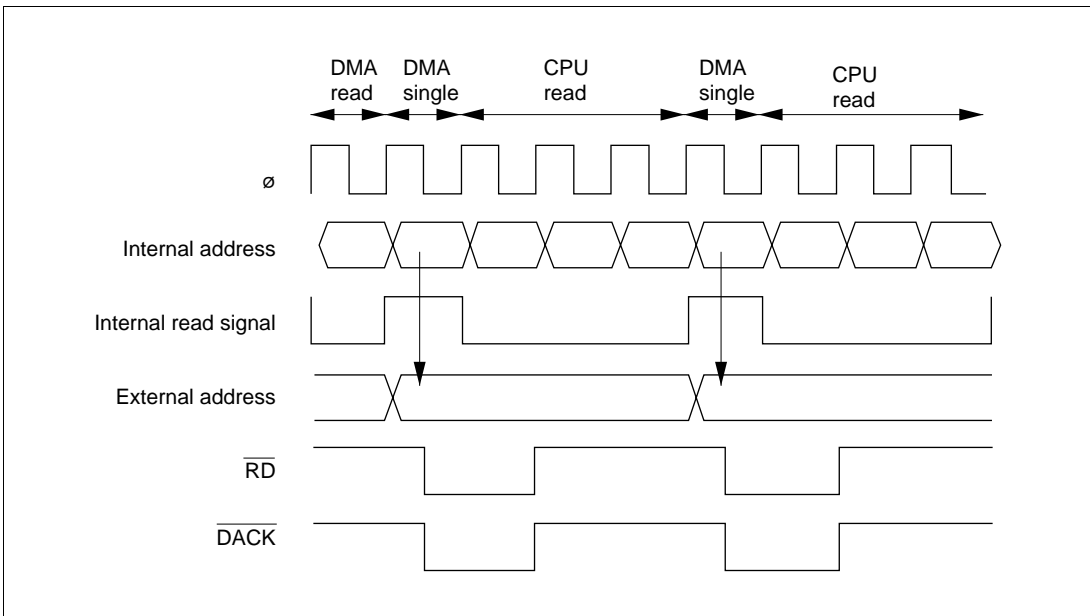 DMA read
DMA single
CPU read
DMA single
CPU read
ø
Internal address
Internal read signal
External address
RD
DACK